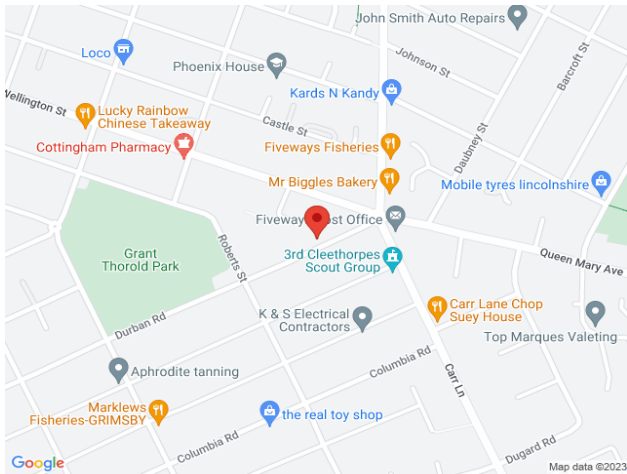 John Smith Auto Repairs
Loco
Johnson St
Barcroft St
Phoenix House
Kards N Kandy
Wellington St
Lucky Rainbow
Chinese Takeaway
Castle St
Cottingham Pharmacy
Fiveways Fisheries
Daubney St
Mr Biggles Bakery
Mobile tyres lincolnshire
Fiveway ost Office
Grant
Thorold Park
Roberts St
3rd Cleethorpes
Scout Group
Queen Mary Ave
Durban Rd
K & S Electrical
Contractors
Carr Lane Chop
Suey House
Top Marques Valeting
Aphrodite tanning
Columbia Rd
Carr Ln
Marklews
Fisheries-GRIMSBY
the real toy shop
Columbia Rd
Dugard Rd
Google
Map data ©2023